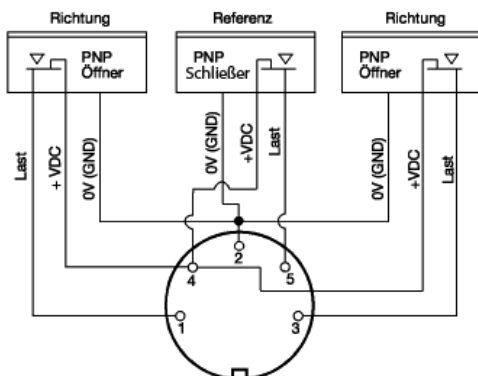 Richtung
Referenz
Richtung
PNP
Öffner
PNP
Schließer
PNP
Öffner
Last
+VDC
0V (GND)
0V (GND)
+VDC
Last
0V (GND)
+VDC
Last
2
4
5
1
3